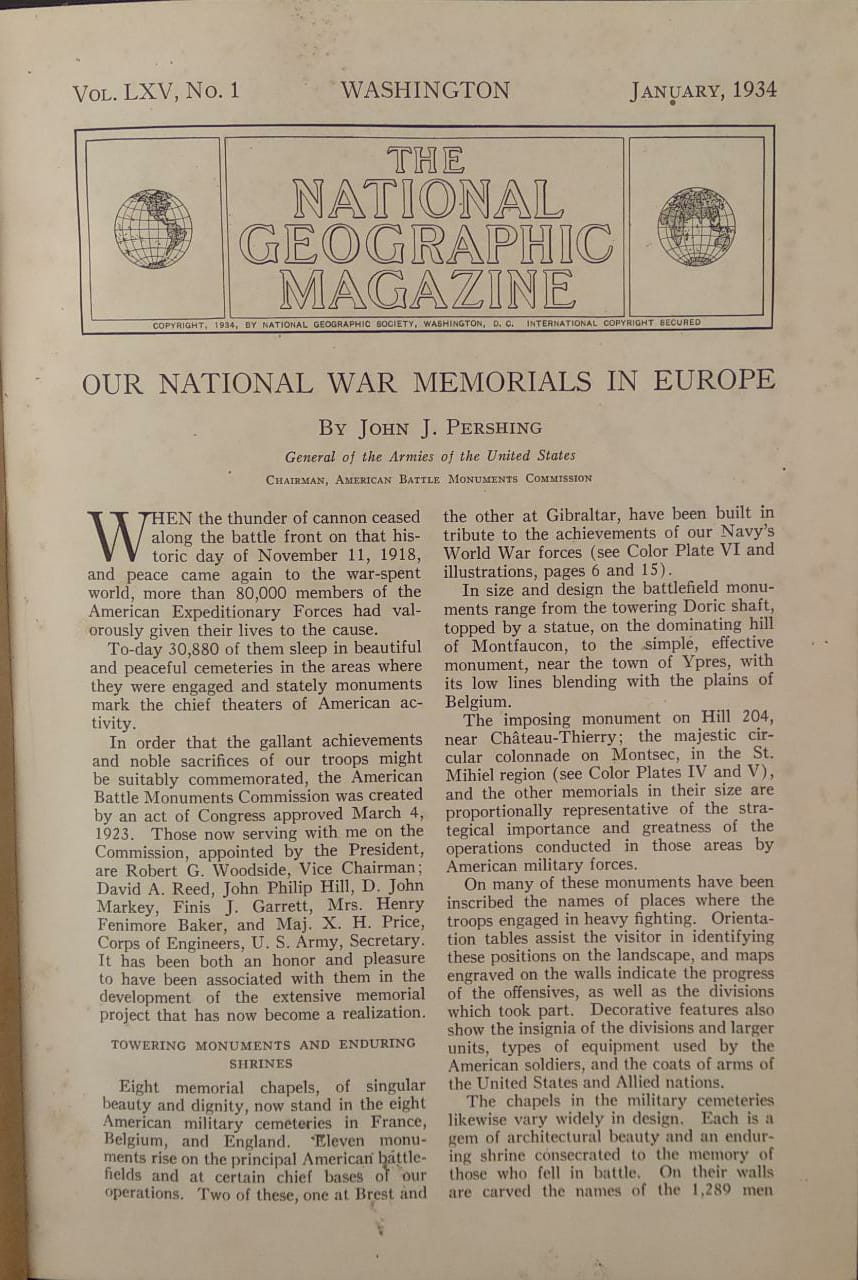 VOL. LXV, No. 1 WASHINGTON JANUARY, 1934
THE
NATIONAL
GEOGRAPHIC
MAGAZINE
COPYRIGHT, 1934, BY NATIONAL GEOGRAPHIC SOCIETY, WASHINGTON, D. C. INTERNATIONAL COPYRIGHT SECURED
OUR NATIONAL WAR MEMORIALS IN EUROPE
BY JOHN J. PERSHING
General of the Armies of the United States
CHAIRMAN, AMERICAN BATTLE MONUMENTS COMMISSION
WHEN the thunder of cannon ceased
along the battle front on that his-
toric day of November 11, 1918,
and peace came again to the war-spent
world, more than 80,000 members of the
American Expeditionary Forces had val-
orously given their lives to the cause.
To-day 30,880 of them sleep in beautiful
and peaceful cemeteries in the areas where
they were engaged and stately monuments
mark the chief theaters of American ac-
tivity.
In order that the gallant achievements
and noble sacrifices of our troops might
be suitably commemorated, the American
Battle Monuments Commission was created
by an act of Congress approved March 4,
1923. Those now serving with me on the
Commission, appointed by the President,
are Robert G. Woodside, Vice Chairman;
David A. Reed, John Philip Hill, D. John
Markey, Finis J. Garrett, Mrs. Henry
Fenimore Baker, and Maj. X. H. Price,
Corps of Engineers, U. S. Army, Secretary.
It has been both an honor and pleasure
to have been associated with them in the
development of the extensive memorial
project that has now become a realization.
TOWERING MONUMENTS AND ENDURING
SHRINES
Eight memorial chapels, of singular
beauty and dignity, now stand in the eight
American military cemeteries in France,
Belgium, and England. Eleven monu-
ments rise on the principal American battle-
fields and at certain chief bases of our
operations. Two of these, one at Brest and
the other at Gibraltar, have been built in
tribute to the achievements of our Navy's
World War forces (see Color Plate VI and
illustrations, pages 6 and 15).
In size and design the battlefield monu-
ments range from the towering Doric shaft,
topped by a statue, on the dominating hill
of Montfaucon, to the simple, effective
monument, near the town of Ypres, with
its low lines blending with the plains of
Belgium.
The imposing monument on Hill 204,
near Château-Thierry; the majestic cir-
cular colonnade on Montsec, in the St.
Mihiel region (see Color Plates IV and V),
and the other memorials in their size are
proportionally representative of the stra-
tegical importance and greatness of the
operations conducted in those areas by
American military forces.
On many of these monuments have been
inscribed the names of places where the
troops engaged in heavy fighting. Orienta-
tion tables assist the visitor in identifying
these positions on the landscape, and maps
engraved on the walls indicate the progress
of the offensives, as well as the divisions
which took part. Decorative features also
show the insignia of the divisions and larger
units, types of equipment used by the
American soldiers, and the coats of arms of
the United States and Allied nations.
The chapels in the military cemeteries
likewise vary widely in design. Each is a
gem of architectural beauty and an endur-
ing shrine consecrated to the memory of
those who fell in battle. On their walls
are carved the names of the 1,289 men